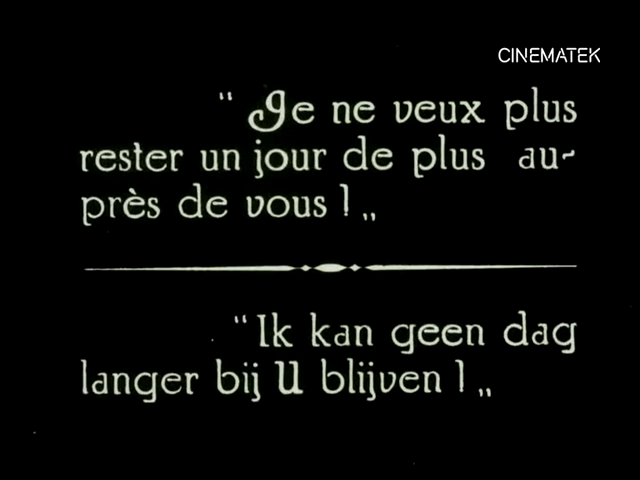 CINEMATEK
“ Je ne veux plus
rester un jour de plus au-
près de vous ! „
“Ik kan geen dag
langer bij U blijven ! „